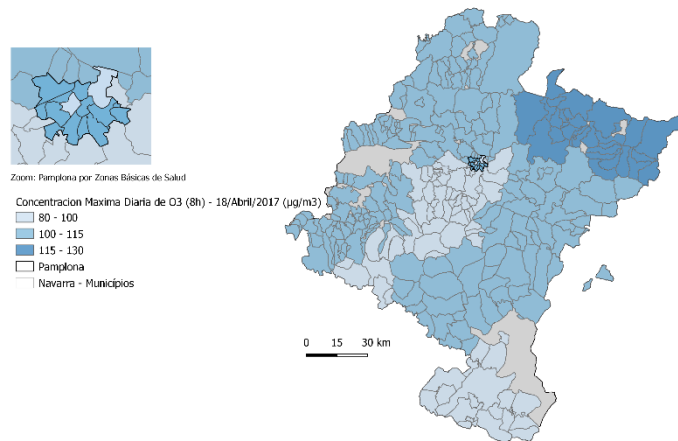 Zoom: Pamplona por Zonas Básicas de Salud
Concentracion Maxima Diaria de O3 (8h) - 18/Abril/2017 (µg/m3)
80 - 100
100 - 115
115 - 130
Pamplona
Navarra - Municípios
0 15 30 km